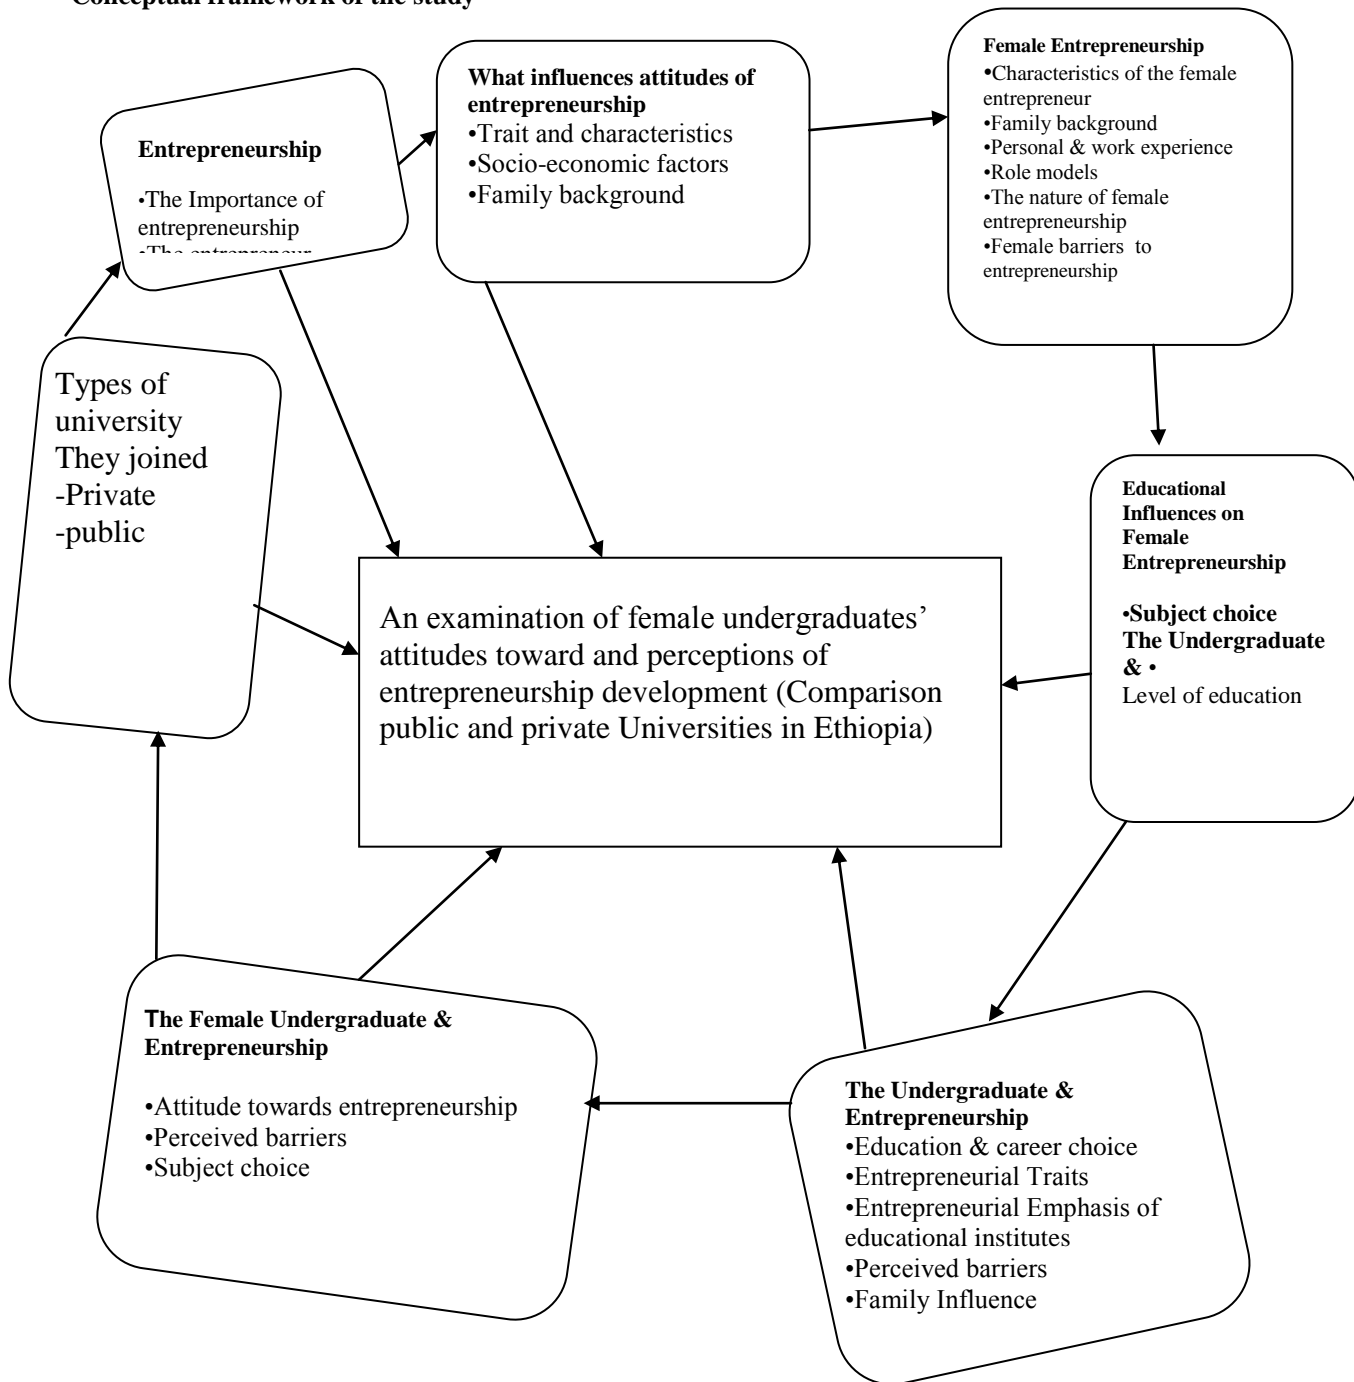 Conceptual framework of the study
Entrepreneurship
•The Importance of
entrepreneurship
•The entrepreneur
What influences attitudes of
entrepreneurship
•Trait and characteristics
•Socio-economic factors
•Family background
Female Entrepreneurship
•Characteristics of the female
entrepreneur
•Family background
•Personal & work experience
•Role models
•The nature of female
entrepreneurship
•Female barriers to
entrepreneurship
Types of
university
They joined
-Private
-public
An examination of female undergraduates’
attitudes toward and perceptions of
entrepreneurship development (Comparison
public and private Universities in Ethiopia)
Educational
Influences on
Female
Entrepreneurship
•Subject choice
The Undergraduate
& •
Level of education
The Female Undergraduate &
Entrepreneurship
•Attitude towards entrepreneurship
•Perceived barriers
•Subject choice
The Undergraduate &
Entrepreneurship
•Education & career choice
•Entrepreneurial Traits
•Entrepreneurial Emphasis of
educational institutes
•Perceived barriers
•Family Influence